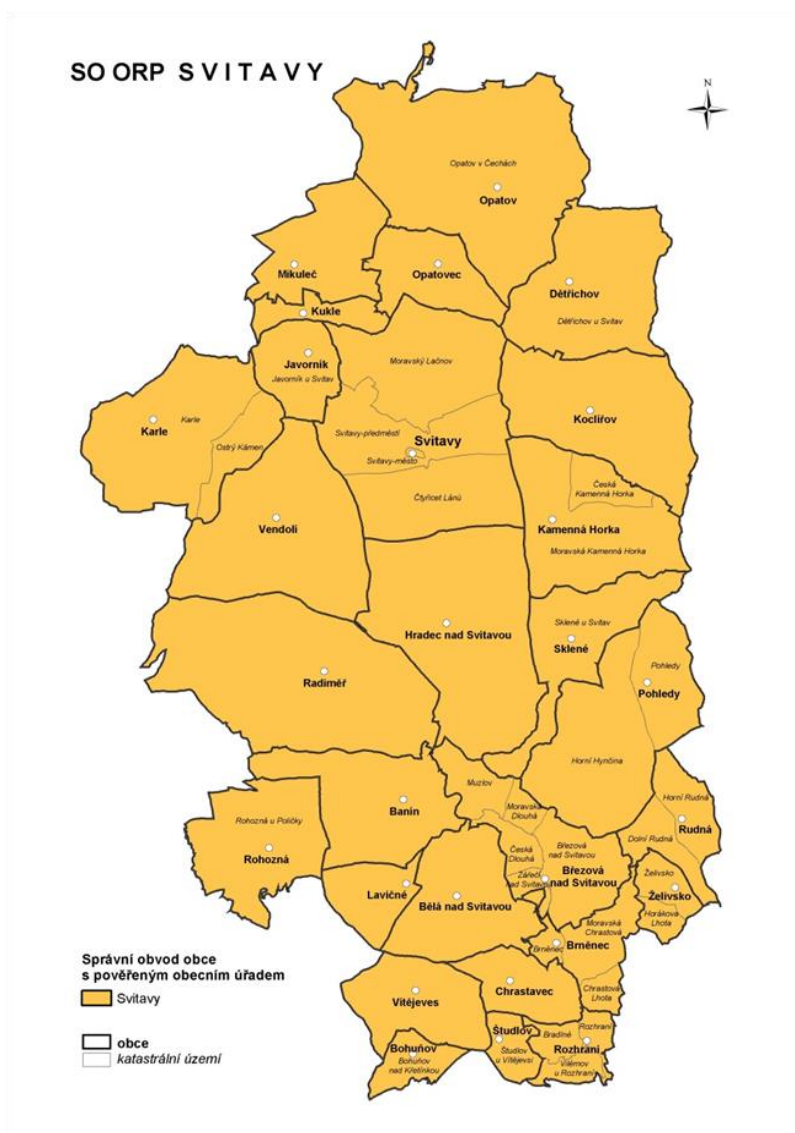 SO ORP SVITAVY
N
Opatov v Čechách
Opatov
Mikuleč
Opatovec
Dětřichov
Dětřichov u Svitav
Kukle
Javorník
Javorník u Svitav
Moravský Lačnov
Karle
Karle
Ostrý Kámen
Koclířov
Svitavy-předměstí
Svitavy
Svitavy-město
Čtyřicet Lánů
Česká
Kamenná Horka
Vendolí
Kamenná Horka
Moravská Kamenná Horka
Hradec nad Svitavou
Sklené u Svitav
Sklené
Radiměř
Pohledy
Pohledy
Horní Hynčina
Muzlov
Banín
Moravská
Dlouhá
Horní Rudná
Rudná
Rohozná u Poličky
Rohozná
Česká
Dlouhá
Březová
nad Svitavou
Dolní Rudná
Zářečí
nad Svitavou
Březová
nad Svitavou
Lavičné
Bělá nad Svitavou
Želivsko
Želivsko
Horákova
Lhota
Moravská
Chrastová
Brněnec
Brněnec
Chrastavec
Chrastová
Lhota
Vítějeves
Študlov
Študlov
u Vítějevsi
Bradlné
Rozhraní
Rozhraní
Vilémov
u Rozhraní
Bohuňov
Bohuňov
nad Křetínkou
Správní obvod obce
s pověřeným obecním úřadem
Svitavy
obce
katastrální území